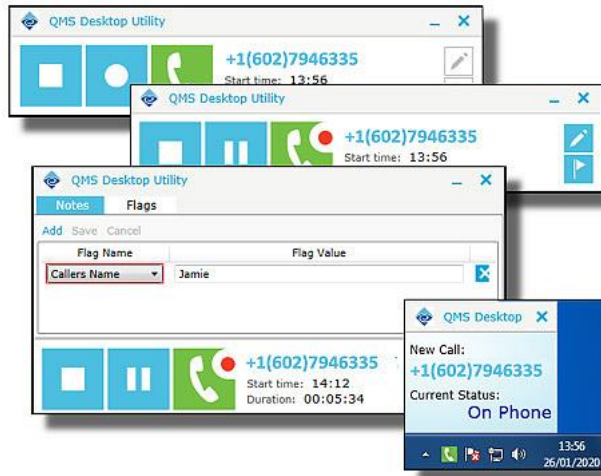 QMS Desktop Utility
+1(602)7946335
Start time: 13:56
QMS Desktop Utility
+1(602)7946335
Start time: 13:56
QMS Desktop Utility
Notes Flags
Add Save Cancel
Flag Name Flag Value
Callers Name Jamie
+1(602)7946335
Start time: 14:12
Duration: 00:05:34
QMS Desktop
New Call:
+1(602)7946335
Current Status:
On Phone
13:56
26/01/2020